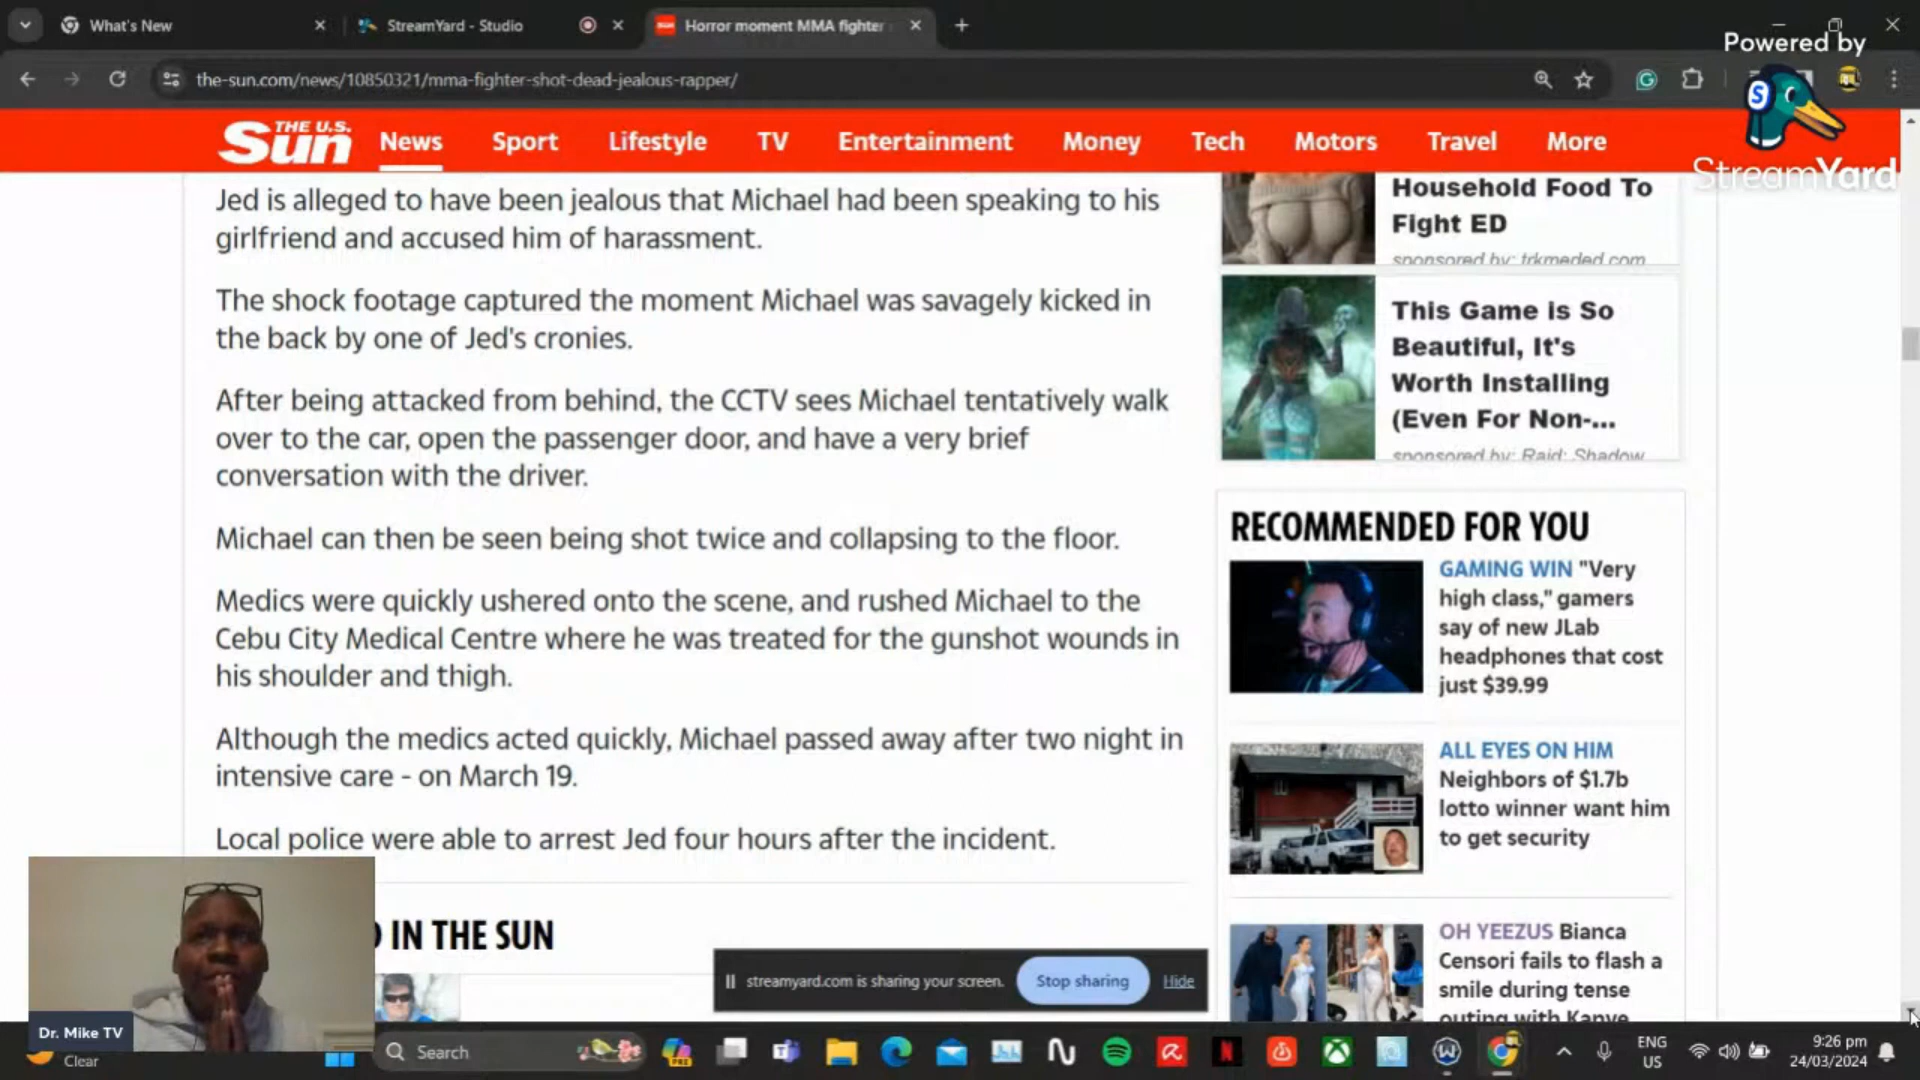 What's New
StreamYard - Studio
Horror moment MMA fighter
Powered by
the-sun.com/news/10850321/mma-fighter-shot-dead-jealous-rapper/
S
StreamYard
THE U.S. Sun
News Sport Lifestyle TV Entertainment Money Tech Motors Travel More
Jed is alleged to have been jealous that Michael had been speaking to his
girlfriend and accused him of harassment.
The shock footage captured the moment Michael was savagely kicked in
the back by one of Jed's cronies.
After being attacked from behind, the CCTV sees Michael tentatively walk
over to the car, open the passenger door, and have a very brief
conversation with the driver.
Michael can then be seen being shot twice and collapsing to the floor.
Medics were quickly ushered onto the scene, and rushed Michael to the
Cebu City Medical Centre where he was treated for the gunshot wounds in
his shoulder and thigh.
Although the medics acted quickly, Michael passed away after two night in
intensive care - on March 19.
Local police were able to arrest Jed four hours after the incident.
IN THE SUN
Household Food To
Fight ED
sponsored by: trkmeded.com
This Game is So
Beautiful, It's
Worth Installing
(Even For Non-...
sponsored by: Raid: Shadow
RECOMMENDED FOR YOU
GAMING WIN "Very
high class," gamers
say of new JLab
headphones that cost
just $39.99
ALL EYES ON HIM
Neighbors of $1.7b
lotto winner want him
to get security
OH YEEZUS Bianca
Censori fails to flash a
smile during tense
outing with Kanye
streamyard.com is sharing your screen.
Stop sharing
Hide
Dr. Mike TV
Clear
Search
PRE
ENG
US
9:26 pm
24/03/2024